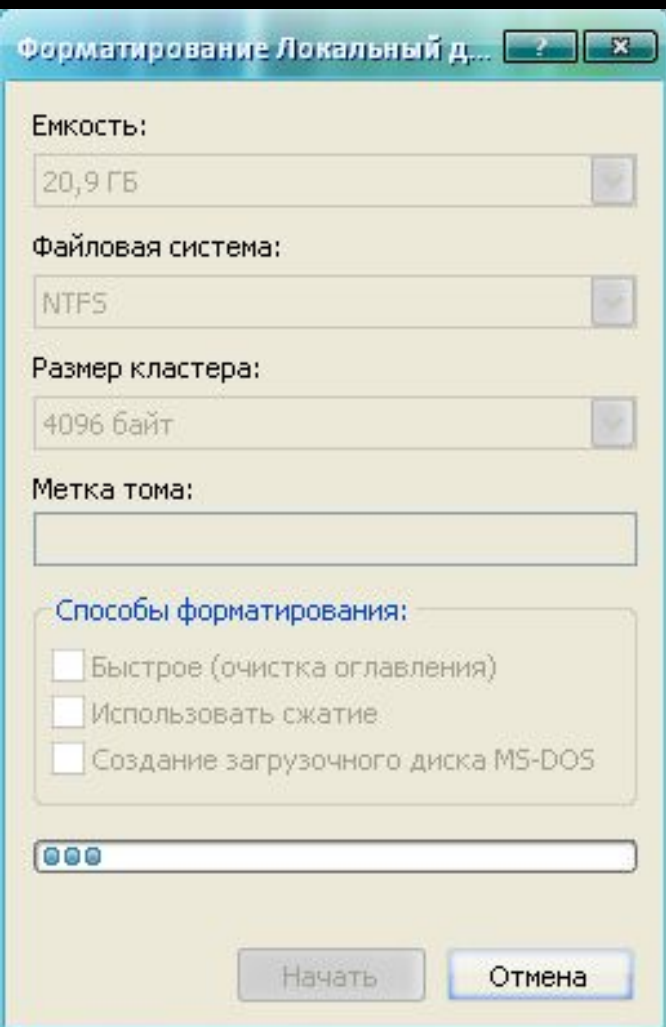 Форматирование Локальный д...
Емкость:
20,9 ГБ
Файловая система:
NTFS
Размер кластера:
4096 байт
Метка тома:
Способы форматирования:
Быстрое (очистка оглавления)
Использовать сжатие
Создание загрузочного диска MS-DOS
Начать Отмена